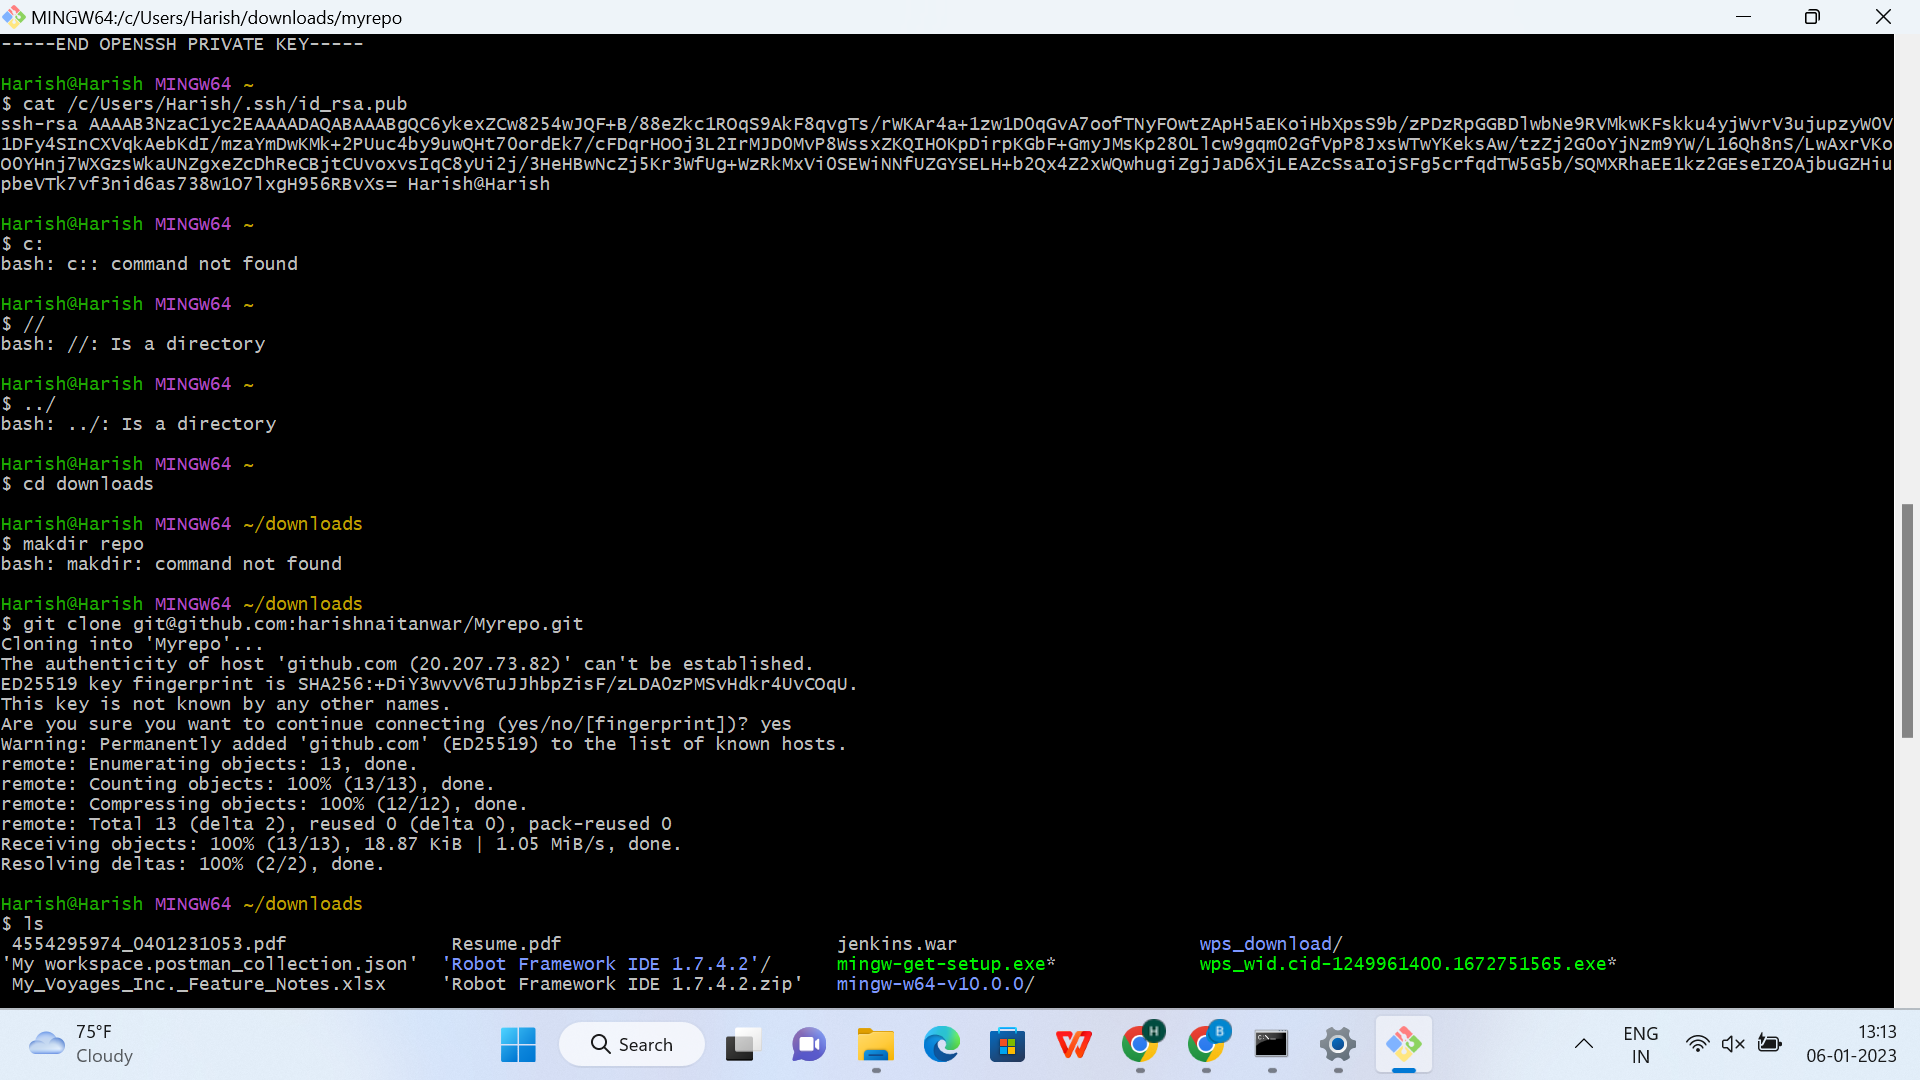 MINGW64:/c/Users/Harish/downloads/myrepo
-----END OPENSSH PRIVATE KEY-----
Harish@Harish MINGW64 ~
$ cat /c/Users/Harish/.ssh/id_rsa.pub
ssh-rsa AAAAB3NzaC1yc2EAAAADAQABAAABgQC6ykexZCw8254wJQF+B/88eZkc1ROqS9AkF8qvgTs/rWKAr4a+1zw1D0qGvA7oofTNyFOwtZApH5aEKoiHbXpsS9b/zPDzRpGGBDlwbNe9RVMkwKFskku4yjWvrV3ujupzyW0V
1DFy4SInCXVqkAebKdI/mzaYmDwKMk+2PUuc4by9uwQHt70ordEk7/cFDqrHOOj3L2IrMJD0MvP8WssxZKQIHOKpDirpKGbF+GmyJMsKp280Llcw9gqm02GfVpP8JxsWTwYKeksAw/tzZj2G0oYjNzm9YW/L16Qh8nS/LwAxrVKo
O0YHnj7WXGzsWkaUNZgxeZcDhReCBjtCUvoxvsIqC8yUi2j/3HeHBwNcZj5Kr3WfUg+WzRkMxVi0SEWiNNfUZGYSELH+b2Qx4Z2xWQwhugiZgjJaD6XjLEAZcSsaIojSFg5crfqdTW5G5b/SQMXRhaEE1kz2GEseIZOAjbuGZHiu
pbeVTk7vf3nid6as738w1O7lxgH956RBvXs= Harish@Harish
Harish@Harish MINGW64 ~
$ c:
bash: c:: command not found
Harish@Harish MINGW64 ~
$ //
bash: //: Is a directory
Harish@Harish MINGW64 ~
$ ../
bash: ../: Is a directory
Harish@Harish MINGW64 ~
$ cd downloads
Harish@Harish MINGW64 ~/downloads
$ makdir repo
bash: makdir: command not found
Harish@Harish MINGW64 ~/downloads
$ git clone git@github.com:harishnaitanwar/Myrepo.git
Cloning into 'Myrepo'...
The authenticity of host 'github.com (20.207.73.82)' can't be established.
ED25519 key fingerprint is SHA256:+DiY3wvvV6TuJJhbpZisF/zLDA0zPMSvHdkr4UvCOqU.
This key is not known by any other names.
Are you sure you want to continue connecting (yes/no/[fingerprint])? yes
Warning: Permanently added 'github.com' (ED25519) to the list of known hosts.
remote: Enumerating objects: 13, done.
remote: Counting objects: 100% (13/13), done.
remote: Compressing objects: 100% (12/12), done.
remote: Total 13 (delta 2), reused 0 (delta 0), pack-reused 0
Receiving objects: 100% (13/13), 18.87 KiB | 1.05 MiB/s, done.
Resolving deltas: 100% (2/2), done.
Harish@Harish MINGW64 ~/downloads
$ ls
4554295974_0401231053.pdf Resume.pdf jenkins.war wps_download/
'My workspace.postman_collection.json' 'Robot Framework IDE 1.7.4.2'/ mingw-get-setup.exe* wps_wid.cid-1249961400.1672751565.exe*
My_Voyages_Inc._Feature_Notes.xlsx 'Robot Framework IDE 1.7.4.2.zip' mingw-w64-v10.0.0/
75°F
Cloudy
Search
H
B
ENG
IN
13:13
06-01-2023